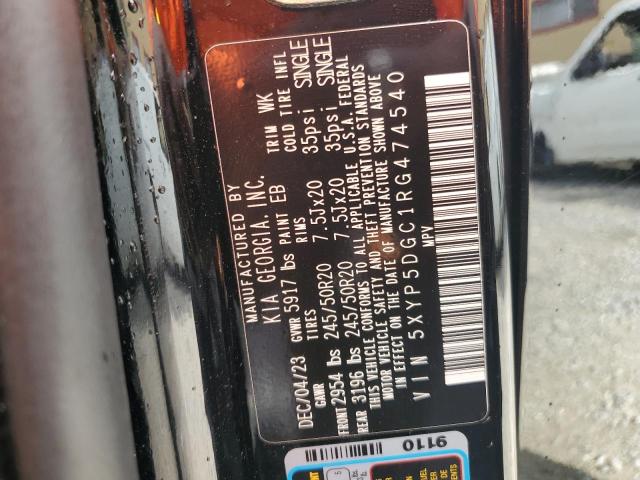 MANUFACTURED BY
KIA GEORGIA, INC.
DEC/04/23 GVWR 5917 lbs PAINT EB TRIM WK
GAWR TIRES RIMS COLD TIRE INFL
FRONT 2954 lbs 245/50R20 7.5Jx20 35psi SINGLE
REAR 3196 lbs 245/50R20 7.5Jx20 35psi SINGLE
THIS VEHICLE CONFORMS TO ALL APPLICABLE U.S.A. FEDERAL
MOTOR VEHICLE SAFETY AND THEFT PREVENTION STANDARDS
IN EFFECT ON THE DATE OF MANUFACTURE SHOWN ABOVE
VIN 5XYP5DGC1RG474540
MPV
9110